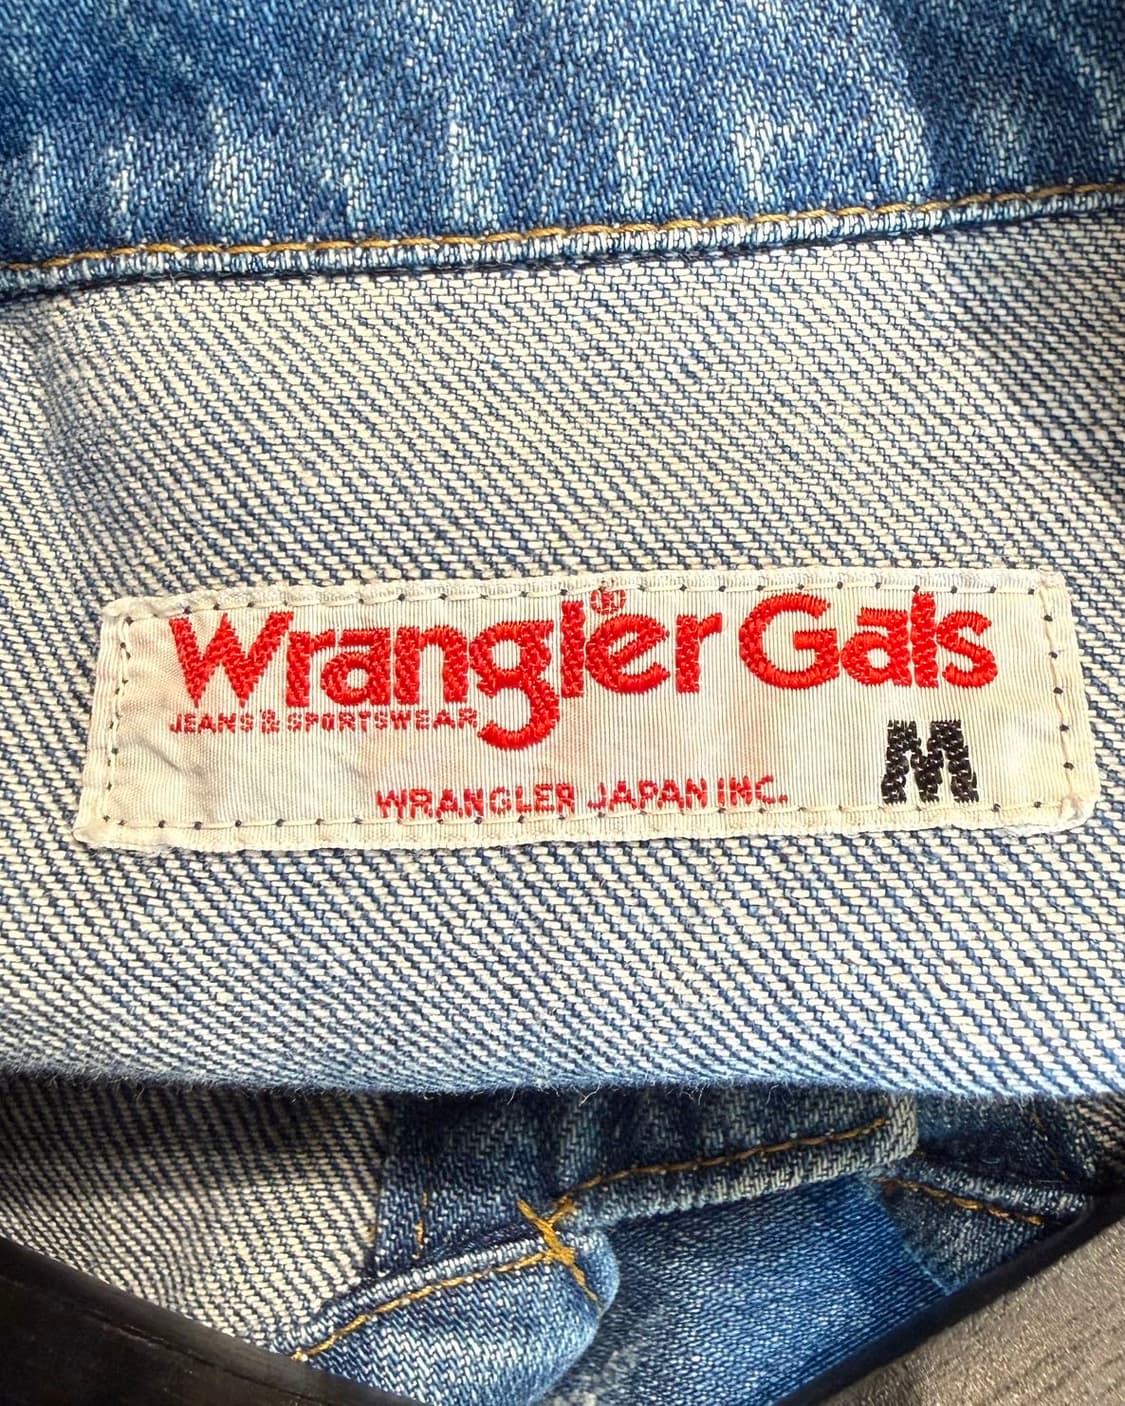 Wrangler Gals
JEANS & SPORTSWEAR
M
WRANGLER JAPAN INC.